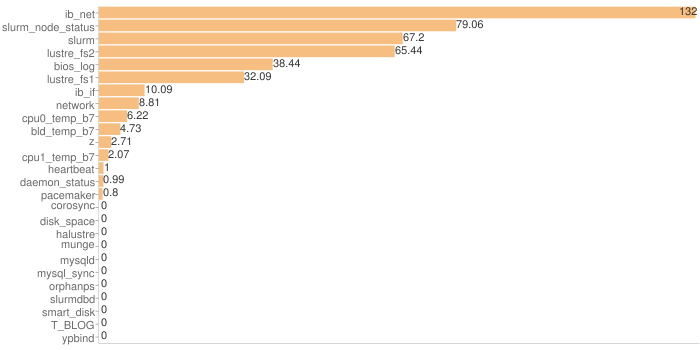 ib_net 132
slurm_node_status 79.06
slurm 67.2
lustre_fs2 65.44
bios_log 38.44
lustre_fs1 32.09
ib_if 10.09
network 8.81
cpu0_temp_b7 6.22
bld_temp_b7 4.73
z 2.71
cpu1_temp_b7 2.07
heartbeat 1
daemon_status 0.99
pacemaker 0.8
corosync 0
disk_space 0
halustre 0
munge 0
mysqld 0
mysql_sync 0
orphanps 0
slurmdbd 0
smart_disk 0
T_BLOG 0
ypbind 0